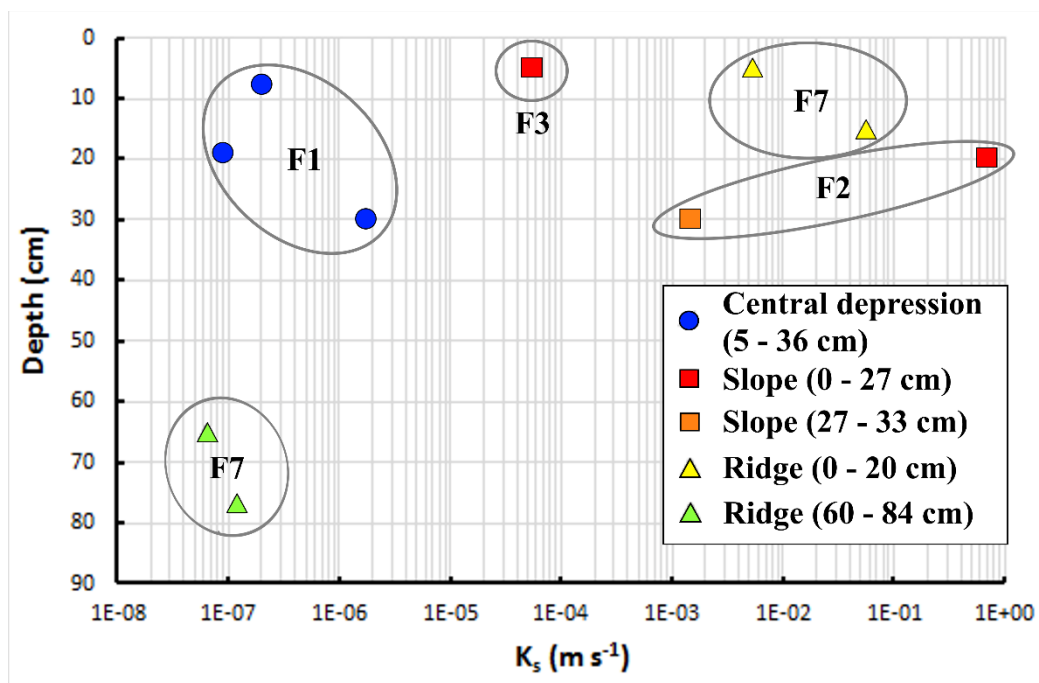 0
10
20
30
40
50
60
70
80
90
Depth (cm)
F1
F3
F7
F2
F7
Central depression
(5 - 36 cm)
Slope (0 - 27 cm)
Slope (27 - 33 cm)
Ridge (0 - 20 cm)
Ridge (60 - 84 cm)
1E-08 1E-07 1E-06 1E-05 1E-04 1E-03 1E-02 1E-01 1E+00
Ks (m s-1)